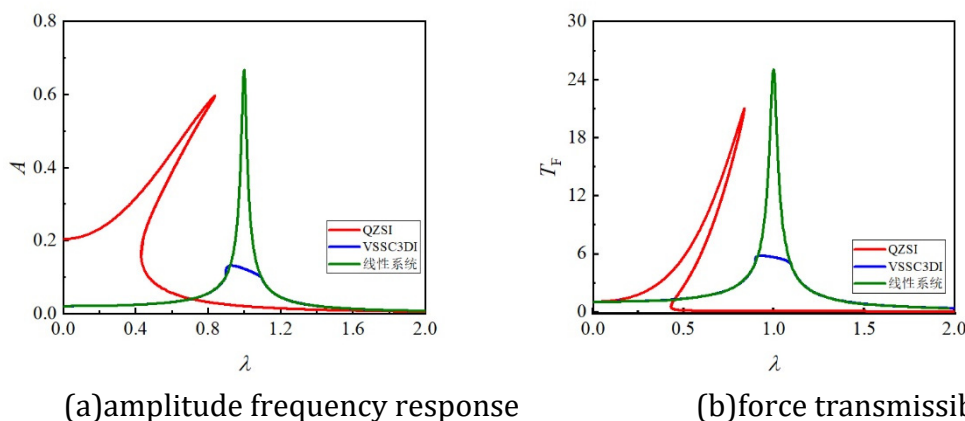 0.8
0.6
0.4
0.2
0.0
A
0.0 0.4 0.8 1.2 1.6 2.0
λ
QZSI
VSSC3DI
线性系统
(a)amplitude frequency response
30
24
18
12
6
0
T_F
0.0 0.5 1.0 1.5 2.0
λ
QZSI
VSSC3DI
线性系统
(b)force transmissib